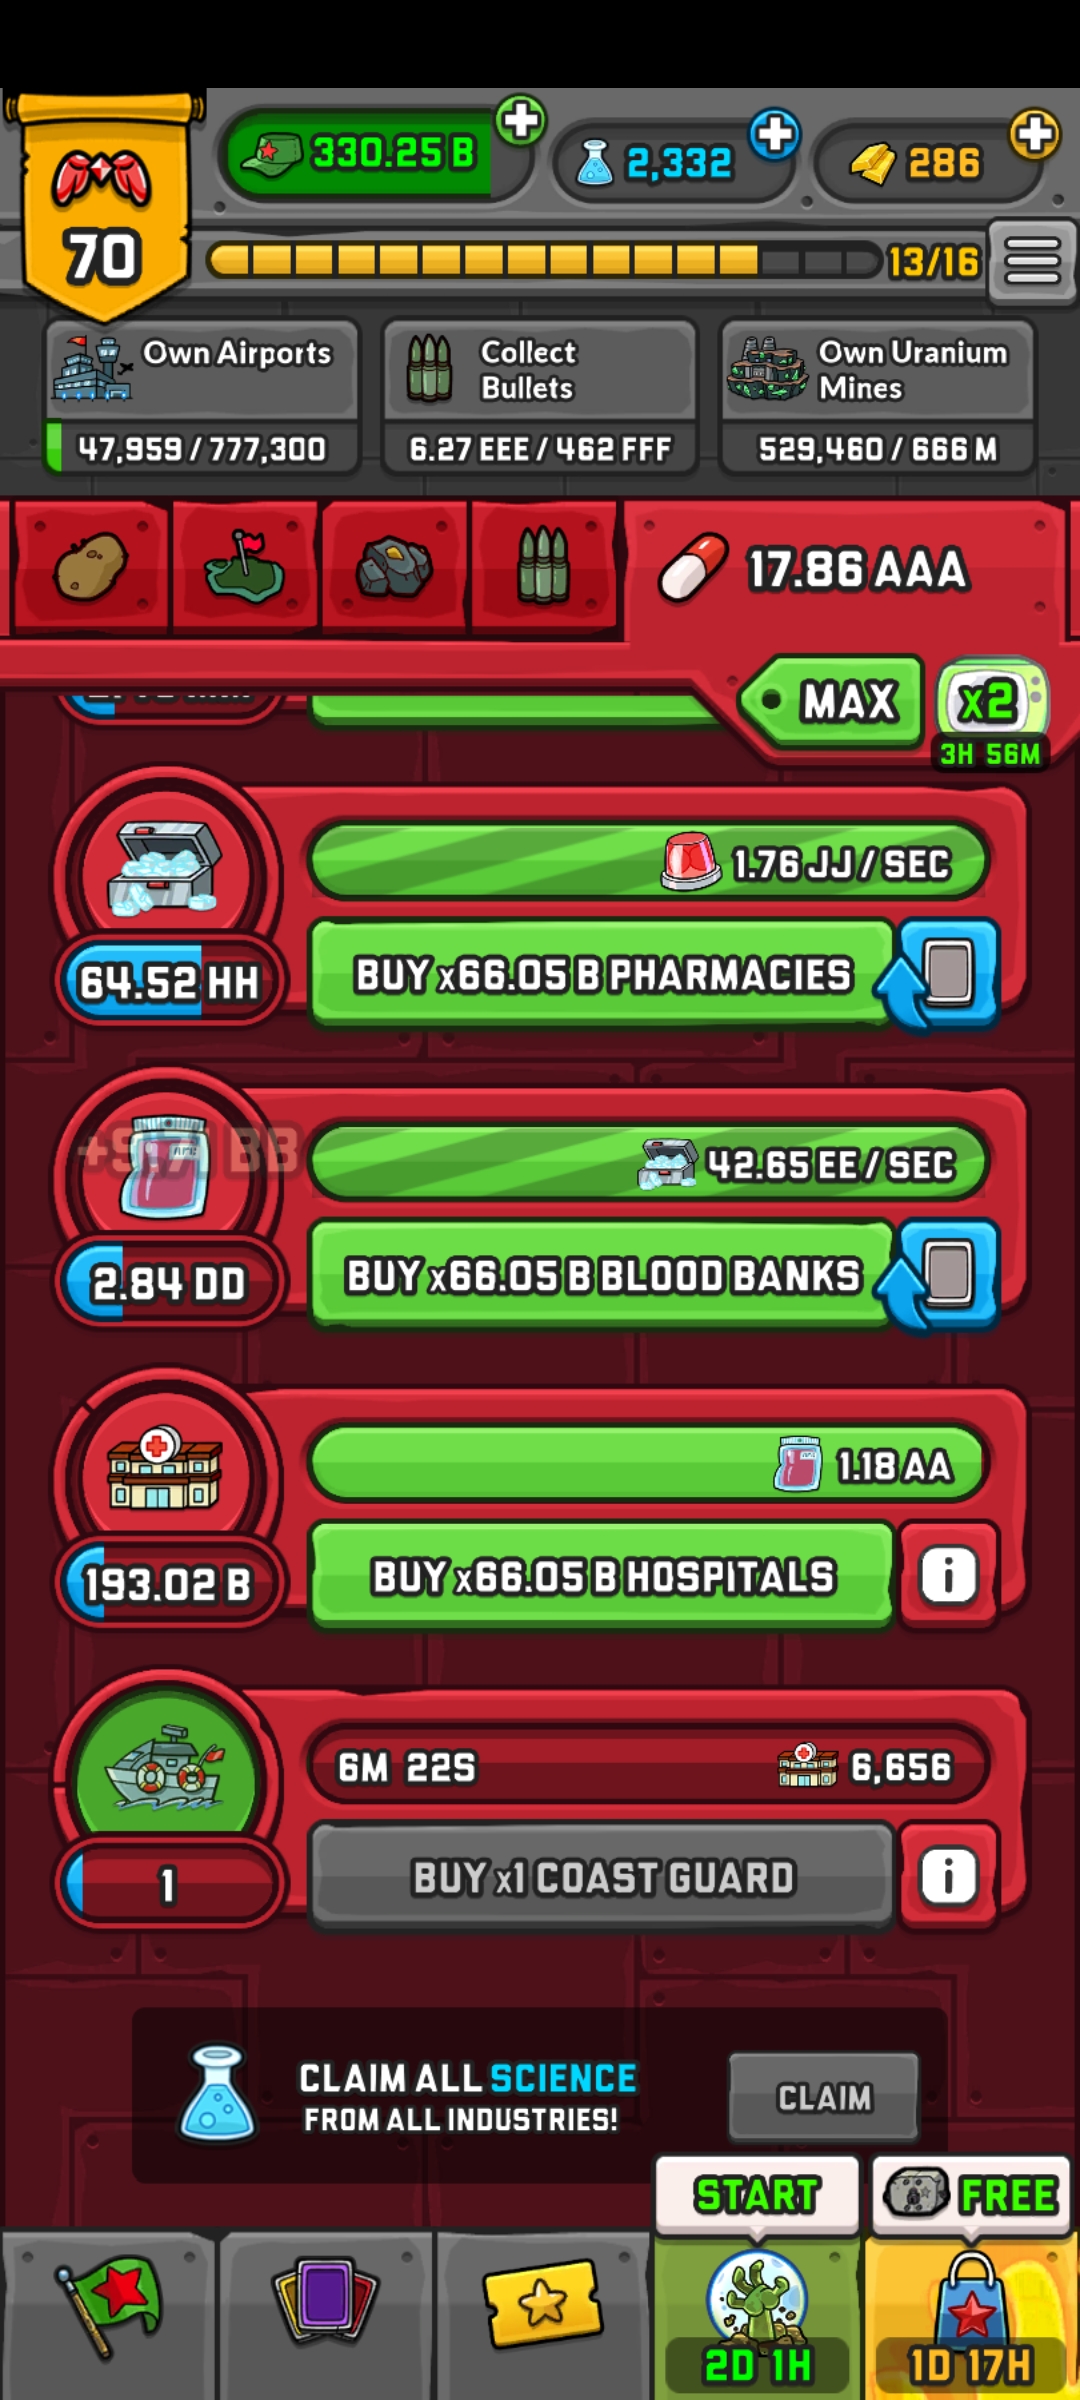 330.25 B
2,332
286
70
13/16
Own Airports
47,959 / 777,300
Collect
Bullets
6.27 EEE / 462 FFF
Own Uranium
Mines
529,460 / 666 M
17.86 AAA
MAX
x2
3H 56M
1.76 JJ / SEC
64.52 HH
BUY x66.05 B PHARMACIES
42.65 EE / SEC
2.84 DD
BUY x66.05 B BLOOD BANKS
1.18 AA
193.02 B
BUY x66.05 B HOSPITALS
i
6M 22S
6,656
1
BUY x1 COAST GUARD
i
CLAIM ALL SCIENCE
FROM ALL INDUSTRIES!
CLAIM
START
FREE
2D 1H
1D 17H